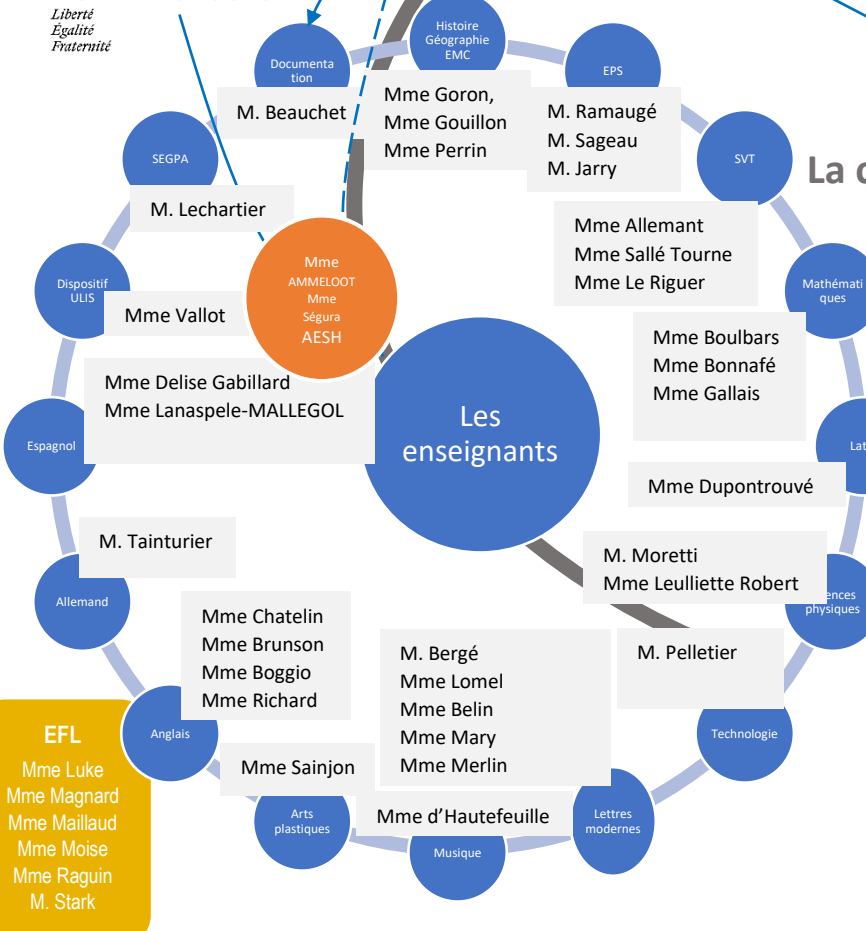 Liberté
Égalité
Fraternité
Histoire
Géographie
EMC
Documenta
tion
EPS
M. Beauchet
Mme Goron,
Mme Gouillon
Mme Perrin
M. Ramaugé
M. Sageau
M. Jarry
SEGPA
SVT
La
M. Lechartier
Mme Allemant
Mme Sallé Tourne
Mme Le Riguer
Mme
AMMELOOT
Mme
Ségura
AESH
Dispositif
ULIS
Mathémati
ques
Mme Vallot
Mme Boulbars
Mme Bonnafé
Mme Gallais
Mme Delise Gabillard
Mme Lanaspele-MALLEGOL
Les
enseignants
Espagnol
Lat
Mme Dupontrouvé
M. Tainturier
M. Moretti
Mme Leulliette Robert
Allemand
ences
physiques
Mme Chatelin
Mme Brunson
Mme Boggio
Mme Richard
M. Bergé
Mme Lomel
Mme Belin
Mme Mary
Mme Merlin
M. Pelletier
Anglais
Technologie
EFL
Mme Luke
Mme Magnard
Mme Maillaud
Mme Moise
Mme Raguin
M. Stark
Mme Sainjon
Arts
plastiques
Mme d’Hautefeuille
Musique
Lettres
modernes